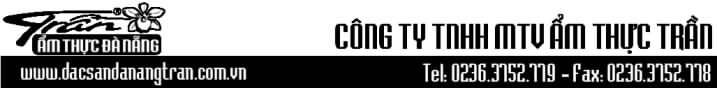 Trần®
ẨM THỰC ĐÀ NẴNG
CÔNG TY TNHH MTV ẨM THỰC TRẦN
www.dacsandanangtran.com.vn
Tel: 0236.3752.779 - Fax: 0236.3752.778